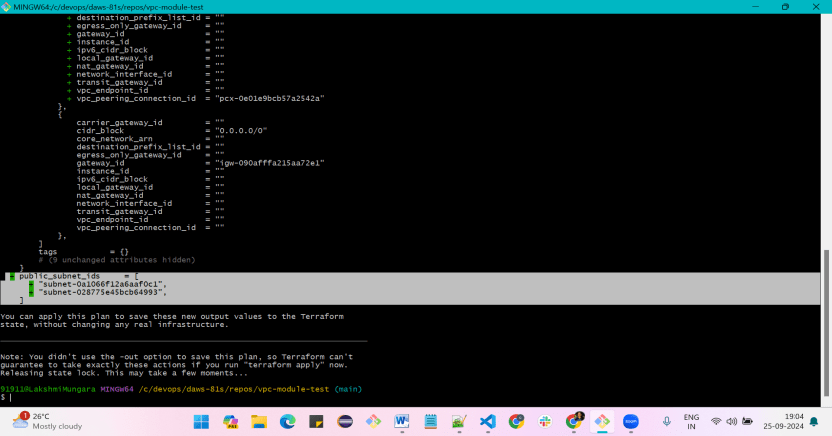 MINGW64:/c/devops/daws-81s/repos/vpc-module-test
+ destination_prefix_list_id = ""
+ egress_only_gateway_id     = ""
+ gateway_id                 = ""
+ instance_id                = ""
+ ipv6_cidr_block            = ""
+ local_gateway_id           = ""
+ nat_gateway_id             = ""
+ network_interface_id       = ""
+ transit_gateway_id         = ""
+ vpc_endpoint_id            = ""
+ vpc_peering_connection_id  = "pcx-0e01e9bcb57a2542a"
},
{
carrier_gateway_id         = ""
cidr_block                 = "0.0.0.0/0"
core_network_arn           = ""
destination_prefix_list_id = ""
egress_only_gateway_id     = ""
gateway_id                 = "igw-090afffa215aa72e1"
instance_id                = ""
ipv6_cidr_block            = ""
local_gateway_id           = ""
nat_gateway_id             = ""
network_interface_id       = ""
transit_gateway_id         = ""
vpc_endpoint_id            = ""
vpc_peering_connection_id  = ""
},
]
tags             = {}
# (9 unchanged attributes hidden)
}
+ public_subnet_ids     = [
+ "subnet-0a1066f12a6aaf0c1",
+ "subnet-028775e45bcb64993",
]
You can apply this plan to save these new output values to the Terraform
state, without changing any real infrastructure.
Note: You didn't use the -out option to save this plan, so Terraform can't
guarantee to take exactly these actions if you run "terraform apply" now.
Releasing state lock. This may take a few moments...
91911@LakshmiMungara MINGW64 /c/devops/daws-81s/repos/vpc-module-test (main)
$
1
26°C
Mostly cloudy
PRE
zoom
ENG
IN
19:04
25-09-2024